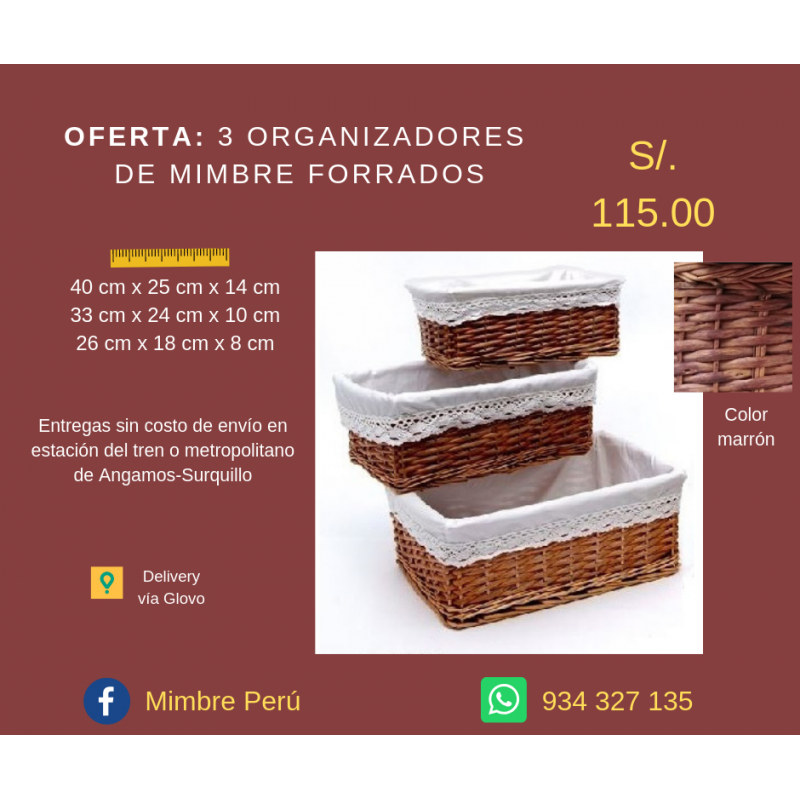 OFERTA: 3 ORGANIZADORES
DE MIMBRE FORRADOS
S/.
115.00
40 cm x 25 cm x 14 cm
33 cm x 24 cm x 10 cm
26 cm x 18 cm x 8 cm
Color
marrón
Entregas sin costo de envío en
estación del tren o metropolitano
de Angamos-Surquillo
Delivery
vía Glovo
Mimbre Perú
934 327 135